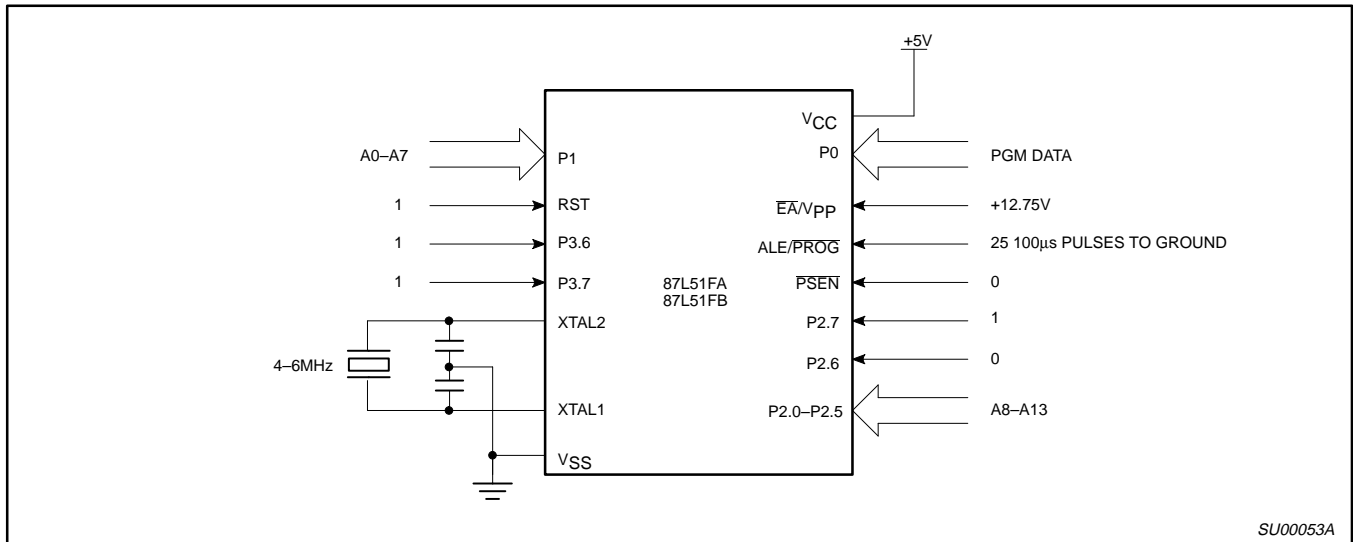 +5V
VCC
A0–A7
P1
P0
PGM DATA
1
RST
EA/VPP
+12.75V
1
P3.6
ALE/PROG
25 100µs PULSES TO GROUND
1
P3.7
87L51FA
87L51FB
PSEN
0
XTAL2
P2.7
1
4–6MHz
P2.6
0
XTAL1
P2.0–P2.5
A8–A13
VSS
SU00053A